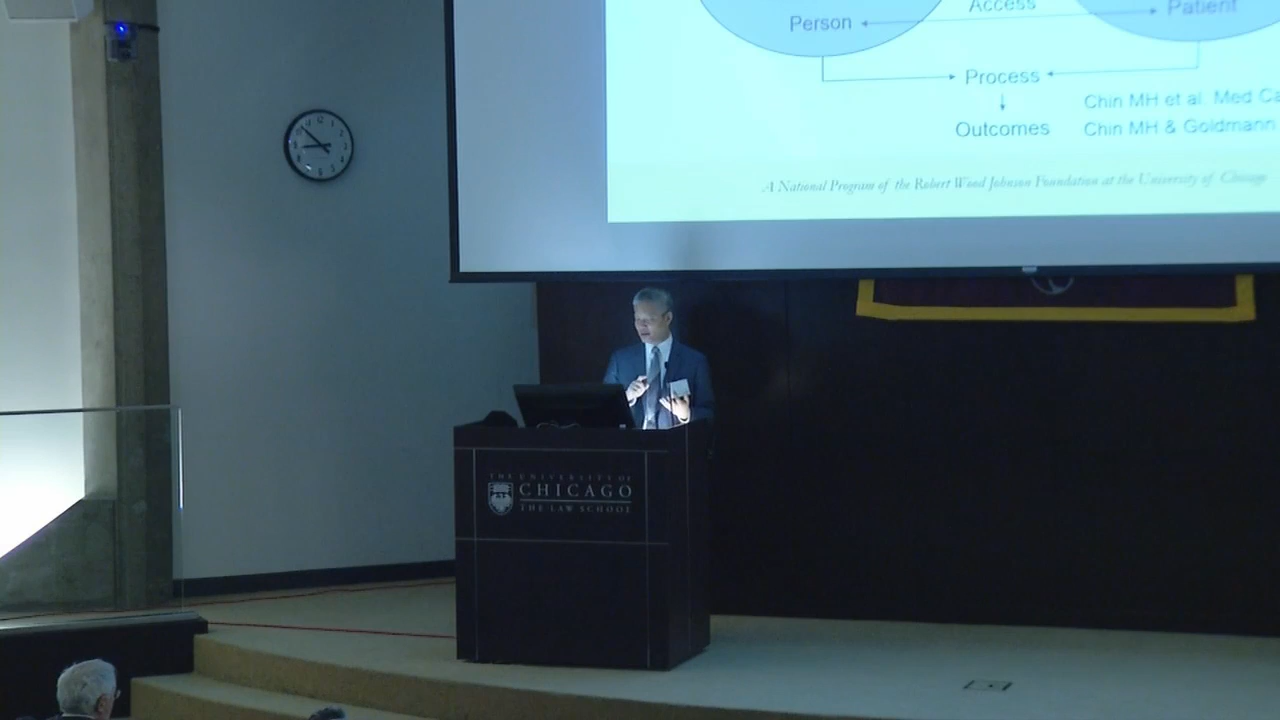 Access
Person
Patient
Process
Chin MH et al. Med Ca
Outcomes
Chin MH & Goldmann
A National Program of the Robert Wood Johnson Foundation at the University of Chicago
THE UNIVERSITY OF
CHICAGO
THE LAW SCHOOL